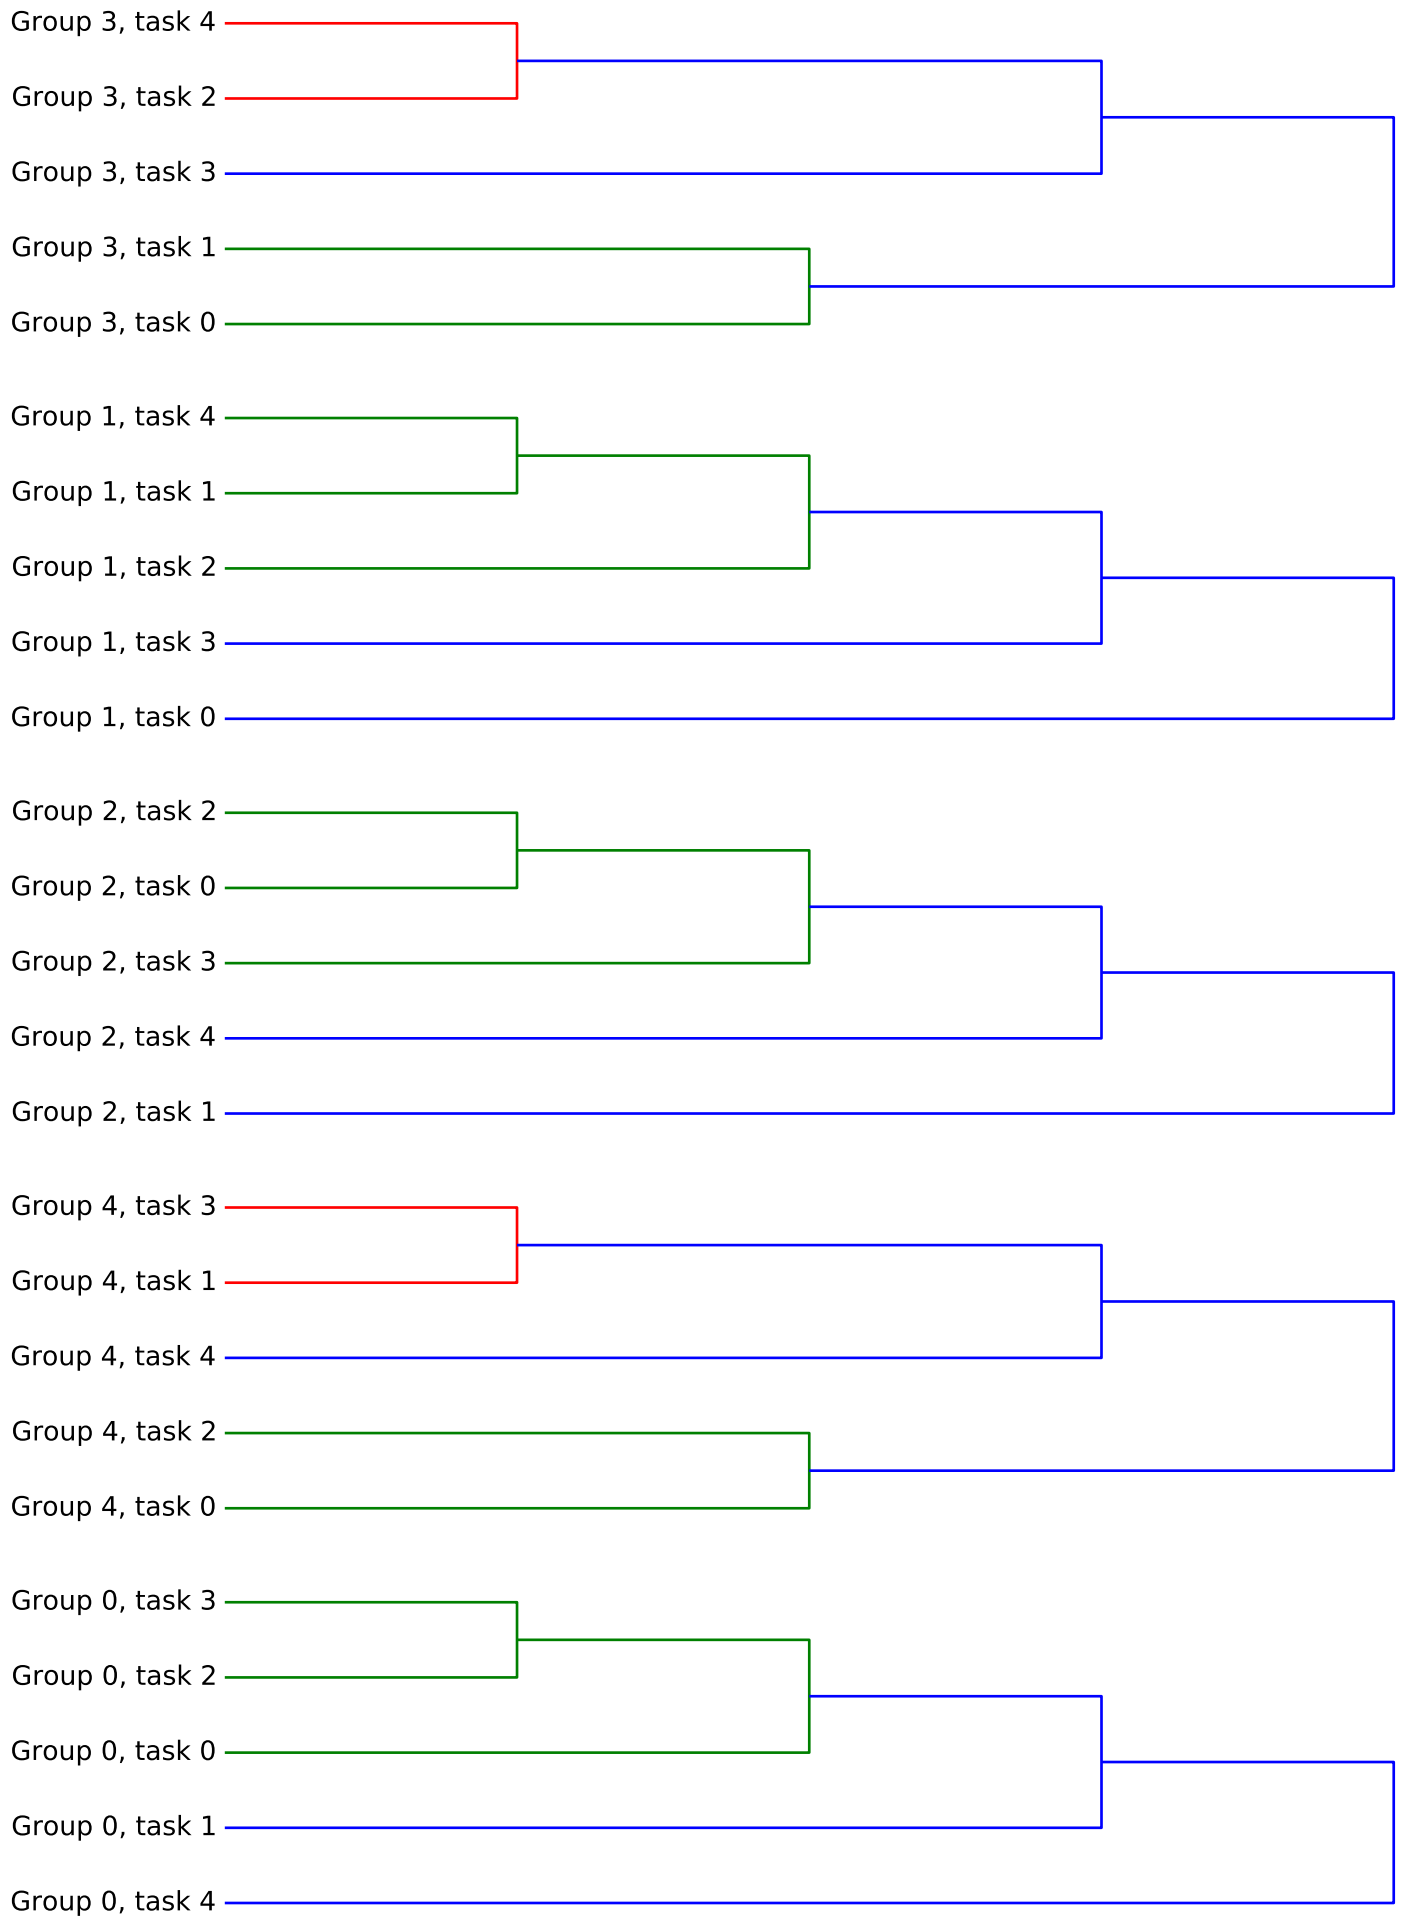 Group 3, task 4
Group 3, task 2
Group 3, task 3
Group 3, task 1
Group 3, task 0
Group 1, task 4
Group 1, task 1
Group 1, task 2
Group 1, task 3
Group 1, task 0
Group 2, task 2
Group 2, task 0
Group 2, task 3
Group 2, task 4
Group 2, task 1
Group 4, task 3
Group 4, task 1
Group 4, task 4
Group 4, task 2
Group 4, task 0
Group 0, task 3
Group 0, task 2
Group 0, task 0
Group 0, task 1
Group 0, task 4